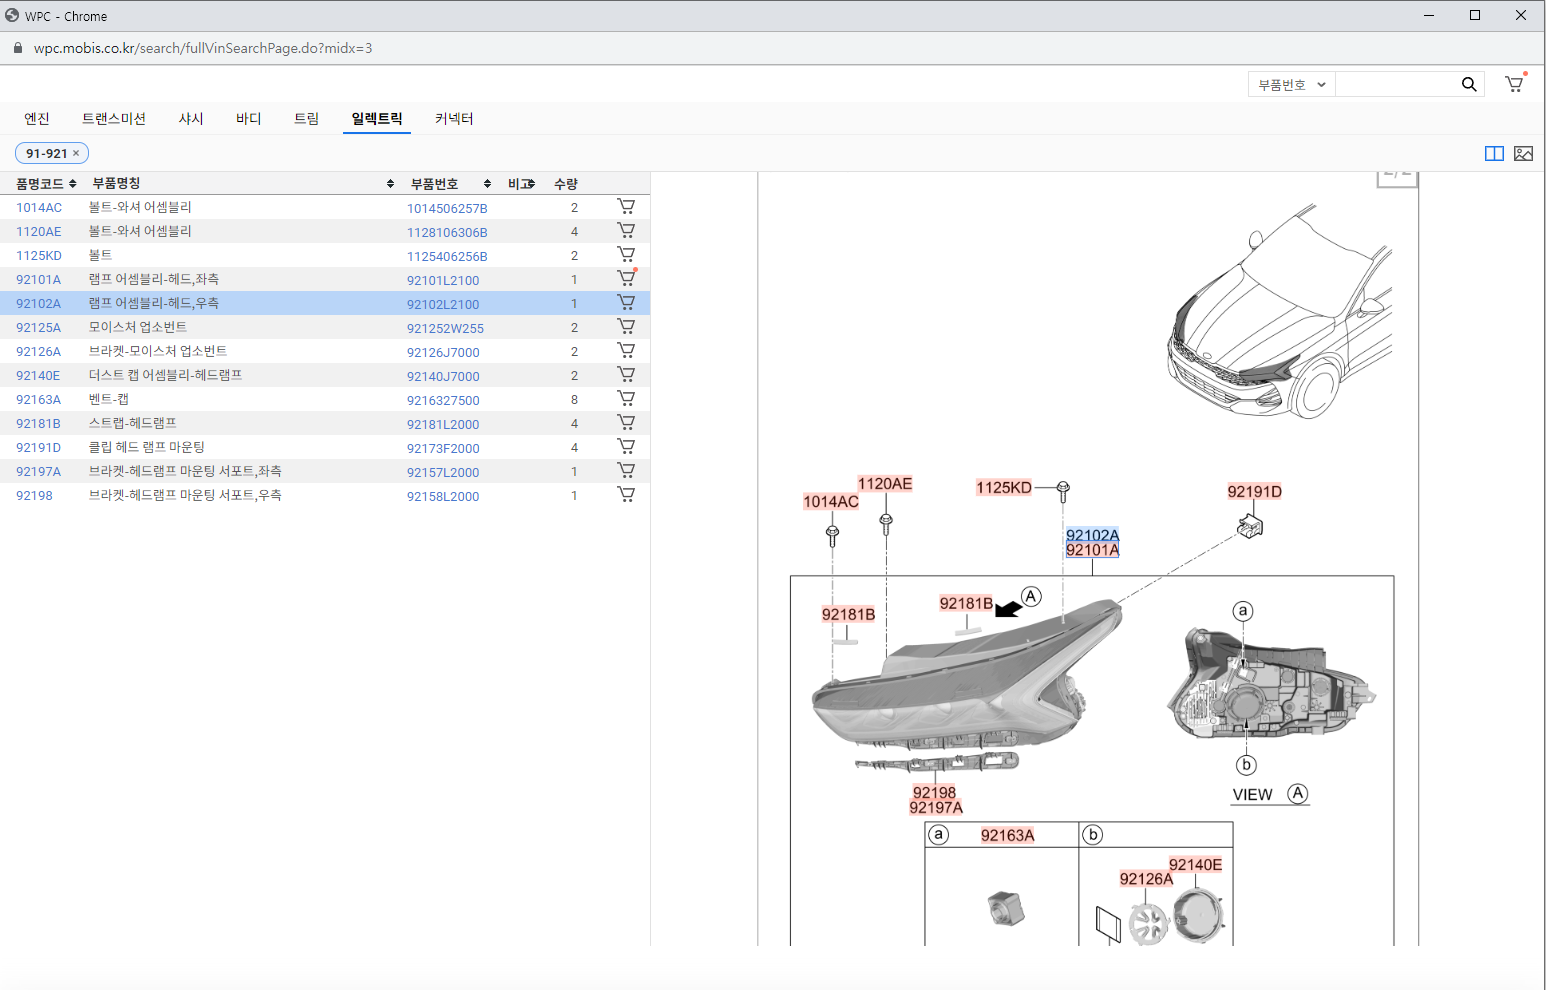 WPC - Chrome
wpc.mobis.co.kr/search/fullVinSearchPage.do?midx=3
부품번호
엔진 트랜스미션 샤시 바디 트림 일렉트릭 커넥터
91-921 ×
품명코드 부품명칭 부품번호 비고 수량
1014AC 볼트-와셔 어셈블리 1014506257B 2
1120AE 볼트-와셔 어셈블리 1128106306B 4
1125KD 볼트 1125406256B 2
92101A 램프 어셈블리-헤드,좌측 92101L2100 1
92102A 램프 어셈블리-헤드,우측 92102L2100 1
92125A 모이스처 업소번트 921252W255 2
92126A 브라켓-모이스처 업소번트 92126J7000 2
92140E 더스트 캡 어셈블리-헤드램프 92140J7000 2
92163A 벤트-캡 9216327500 8
92181B 스트랩-헤드램프 92181L2000 4
92191D 클립 헤드 램프 마운팅 92173F2000 4
92197A 브라켓-헤드램프 마운팅 서포트,좌측 92157L2000 1
92198 브라켓-헤드램프 마운팅 서포트,우측 92158L2000 1
2/2
1014AC
1120AE
1125KD
92191D
92102A
92101A
92181B
92181B
A
a
b
VIEW A
92198
92197A
a 92163A b
92140E
92126A